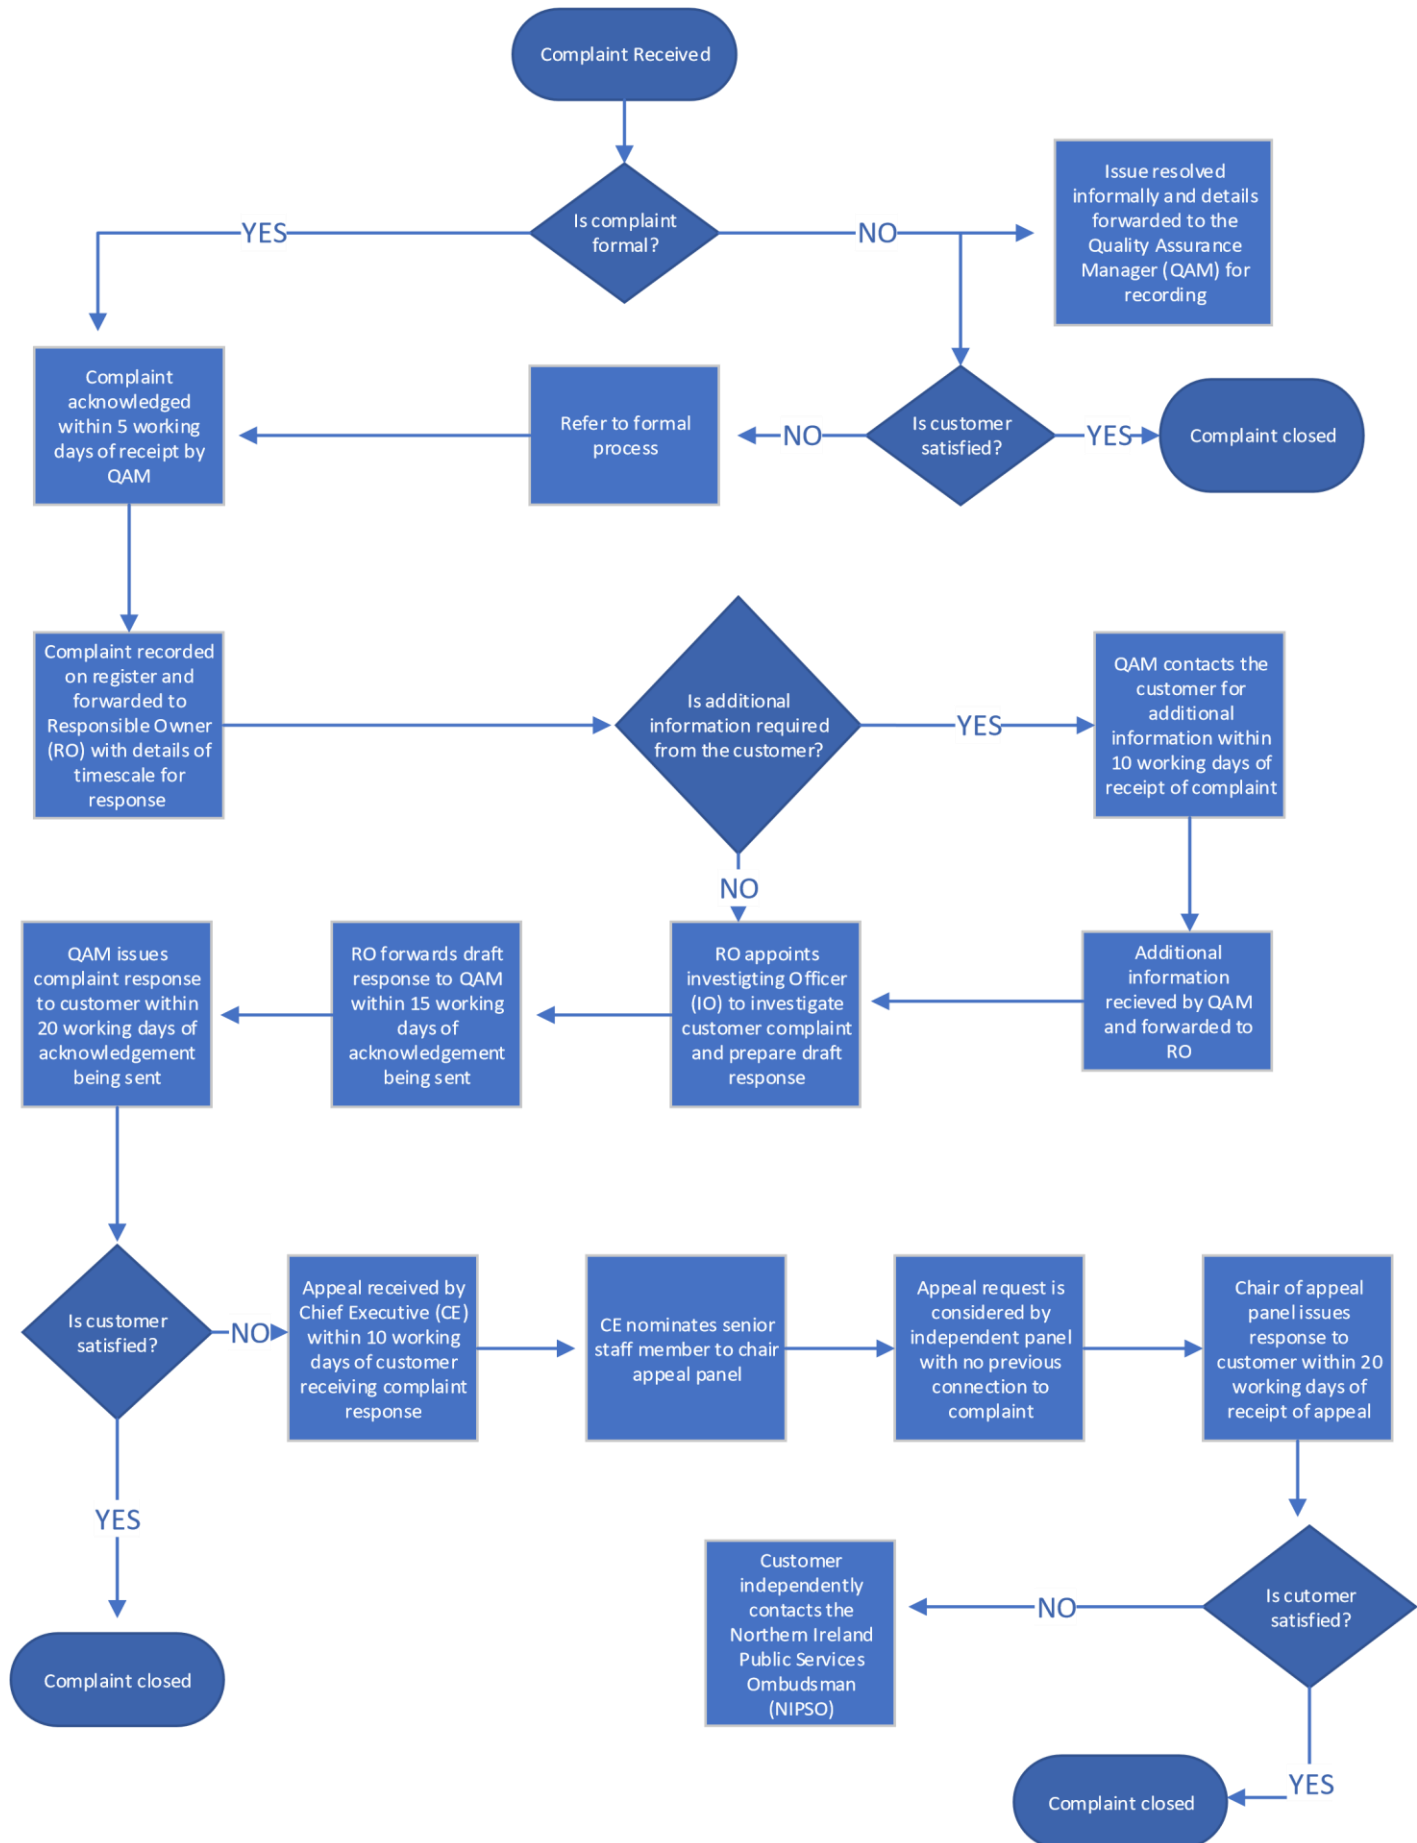 Complaint Received
Is complaint
formal?
YES
NO
Issue resolved
informally and details
forwarded to the
Quality Assurance
Manager (QAM) for
recording
Complaint
acknowledged
within 5 working
days of receipt by
QAM
Refer to formal
process
NO
Is customer
satisfied?
YES
Complaint closed
Complaint recorded
on register and
forwarded to
Responsible Owner
(RO) with details of
timescale for
response
Is additional
information required
from the customer?
YES
QAM contacts the
customer for
additional
information within
10 working days of
receipt of complaint
NO
QAM issues
complaint response
to customer within
20 working days of
acknowledgement
being sent
RO forwards draft
response to QAM
within 15 working
days of
acknowledgement
being sent
RO appoints
investigting Officer
(IO) to investigate
customer complaint
and prepare draft
response
Additional
information
recieved by QAM
and forwarded to
RO
Is customer
satisfied?
NO
Appeal received by
Chief Executive (CE)
within 10 working
days of customer
receiving complaint
response
CE nominates senior
staff member to chair
appeal panel
Appeal request is
considered by
independent panel
with no previous
connection to
complaint
Chair of appeal
panel issues
response to
customer within 20
working days of
receipt of appeal
YES
Complaint closed
Customer
independently
contacts the
Northern Ireland
Public Services
Ombudsman
(NIPSO)
NO
Is cutomer
satisfied?
YES
Complaint closed